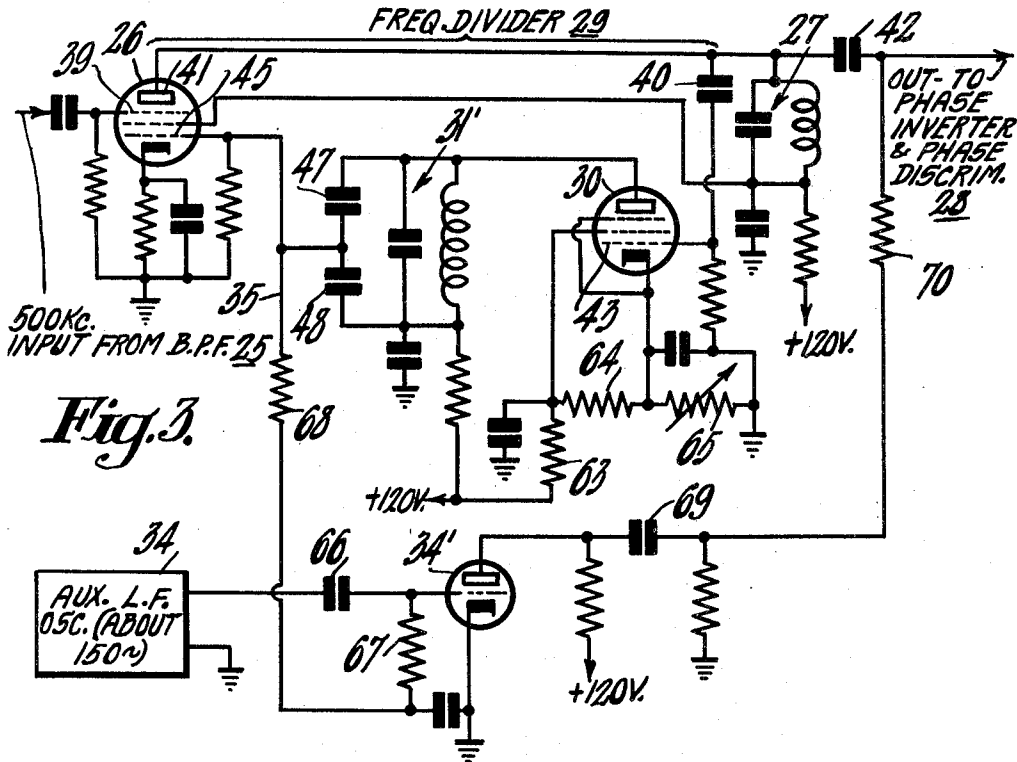 FREQ. DIVIDER 29
26
39
41
45
40
27
42
OUT- TO
PHASE
INVERTER
& PHASE
DISCRIM.
28
47
31'
30
35
48
43
70
500KC.
INPUT FROM B.P.F. 25
+120V.
64
65
68
63
Fig. 3.
+120V.
69
34
66
34'
AUX. L.F.
OSC. (ABOUT
150~)
67
+120V.